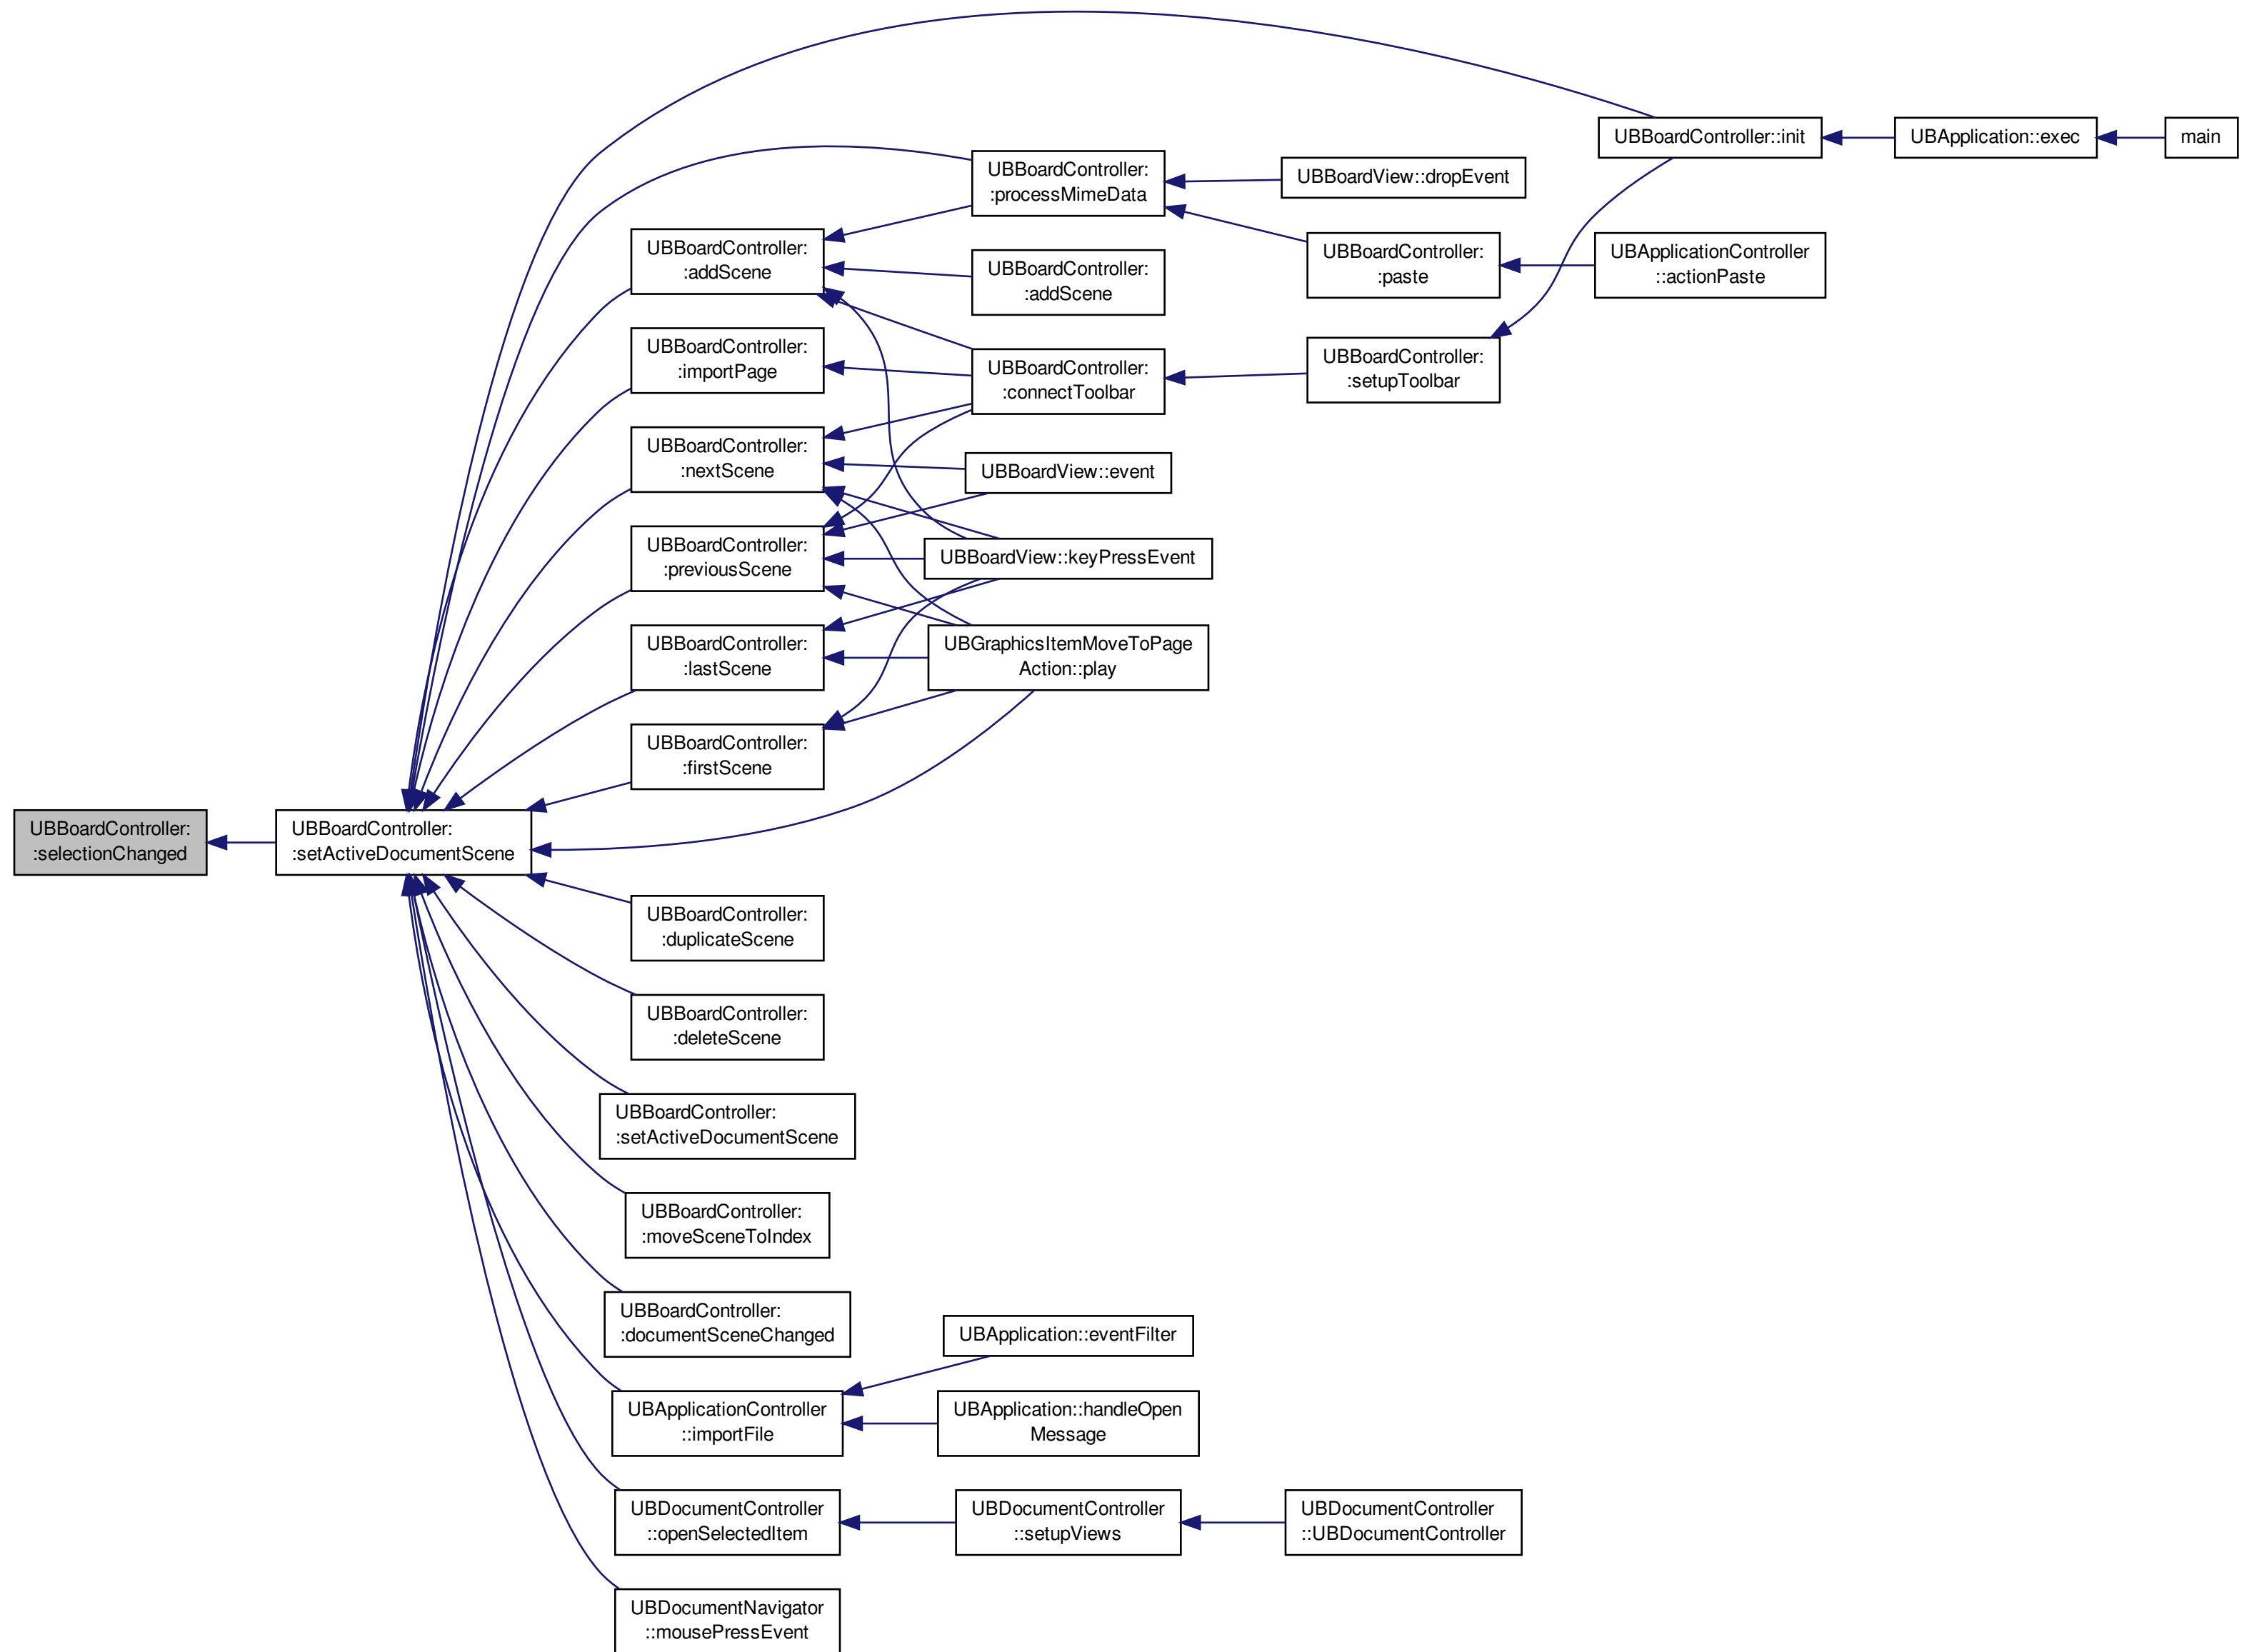 UBBoardController::init
UBApplication::exec
main
UBBoardController:
:processMimeData
UBBoardView::dropEvent
UBBoardController:
:addScene
UBBoardController:
:addScene
UBBoardController:
:paste
UBApplicationController
::actionPaste
UBBoardController:
:importPage
UBBoardController:
:connectToolbar
UBBoardController:
:setupToolbar
UBBoardController:
:nextScene
UBBoardView::event
UBBoardController:
:previousScene
UBBoardView::keyPressEvent
UBBoardController:
:lastScene
UBGraphicsItemMoveToPage
Action::play
UBBoardController:
:firstScene
UBBoardController:
:selectionChanged
UBBoardController:
:setActiveDocumentScene
UBBoardController:
:duplicateScene
UBBoardController:
:deleteScene
UBBoardController:
:setActiveDocumentScene
UBBoardController:
:moveSceneToIndex
UBBoardController:
:documentSceneChanged
UBApplication::eventFilter
UBApplicationController
::importFile
UBApplication::handleOpen
Message
UBDocumentController
::openSelectedItem
UBDocumentController
::setupViews
UBDocumentController
::UBDocumentController
UBDocumentNavigator
::mousePressEvent